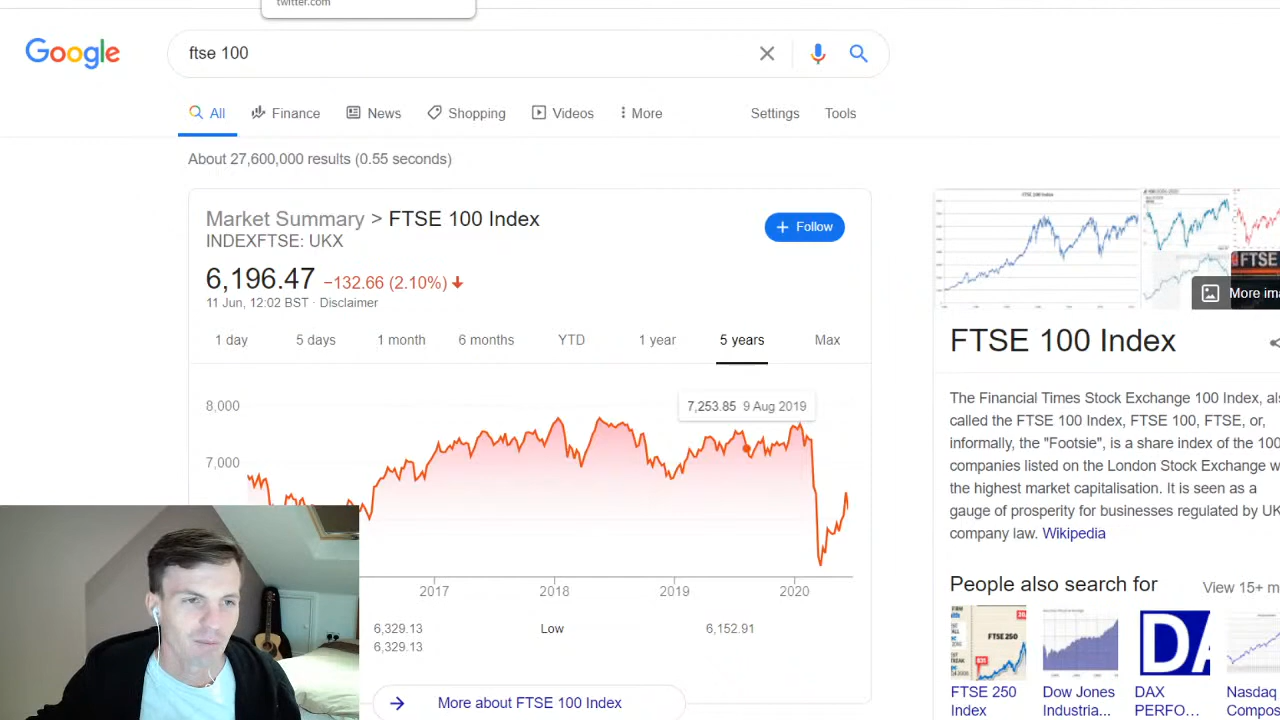 twitter.com
Google
ftse 100
All
Finance
News
Shopping
Videos
More
Settings
Tools
About 27,600,000 results (0.55 seconds)
Market Summary > FTSE 100 Index
INDEXFTSE: UKX
+ Follow
6,196.47 −132.66 (2.10%)
11 Jun, 12:02 BST · Disclaimer
1 day
5 days
1 month
6 months
YTD
1 year
5 years
Max
8,000
7,253.85 9 Aug 2019
7,000
2017
2018
2019
2020
6,329.13
Low
6,152.91
6,329.13
More about FTSE 100 Index
FTSE 100 Index
FTSE
More ima
FTSE 100 Index
The Financial Times Stock Exchange 100 Index, als
called the FTSE 100 Index, FTSE 100, FTSE, or,
informally, the "Footsie", is a share index of the 100
companies listed on the London Stock Exchange w
the highest market capitalisation. It is seen as a
gauge of prosperity for businesses regulated by UK
company law. Wikipedia
People also search for
View 15+ m
FTSE 250
DA
FTSE 250
Index
Dow Jones
Industria...
DAX
PERFO...
Nasdaq
Compos